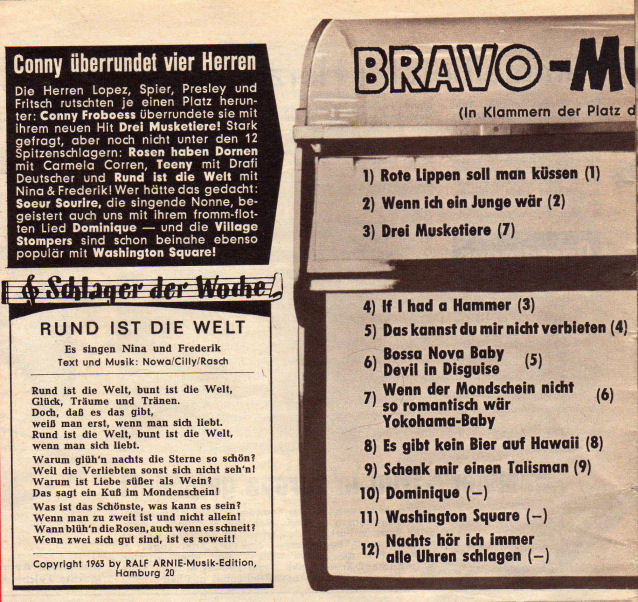 Conny überrundet vier Herren
Die Herren Lopez, Spier, Presley und
Fritsch rutschten je einen Platz herun-
ter: Conny Froboess überrundete sie mit
ihrem neuen Hit Drei Musketiere! Stark
gefragt, aber noch nicht unter den 12
Spitzenschlagern: Rosen haben Dornen
mit Carmela Corren, Teeny mit Drafi
Deutscher und Rund ist die Welt mit
Nina & Frederik! Wer hätte das gedacht:
Soeur Sourire, die singende Nonne, be-
geistert auch uns mit ihrem fromm-flot-
ten Lied Dominique — und die Village
Stompers sind schon beinahe ebenso
populär mit Washington Square!
Schlager der Woche
RUND IST DIE WELT
Es singen Nina und Frederik
Text und Musik: Nowa/Cilly/Rasch
Rund ist die Welt, bunt ist die Welt,
Glück, Träume und Tränen.
Doch, daß es das gibt,
weiß man erst, wenn man sich liebt.
Rund ist die Welt, bunt ist die Welt,
wenn man sich liebt.
Warum glüh'n nachts die Sterne so schön?
Weil die Verliebten sonst sich nicht seh'n!
Warum ist Liebe süßer als Wein?
Das sagt ein Kuß im Mondenschein!
Was ist das Schönste, was kann es sein?
Wenn man zu zweit ist und nicht allein!
Wann blüh'n die Rosen, auch wenn es schneit?
Wenn zwei sich gut sind, ist es soweit!
Copyright 1963 by RALF ARNIE-Musik-Edition,
Hamburg 20
BRAVO-MU
(In Klammern der Platz d
1) Rote Lippen soll man küssen (1)
2) Wenn ich ein Junge wär (2)
3) Drei Musketiere (7)
4) If I had a Hammer (3)
5) Das kannst du mir nicht verbieten (4)
6) Bossa Nova Baby
Devil in Disguise (5)
7) Wenn der Mondschein nicht
so romantisch wär (6)
Yokohama-Baby
8) Es gibt kein Bier auf Hawaii (8)
9) Schenk mir einen Talisman (9)
10) Dominique (—)
11) Washington Square (—)
12) Nachts hör ich immer
alle Uhren schlagen (—)